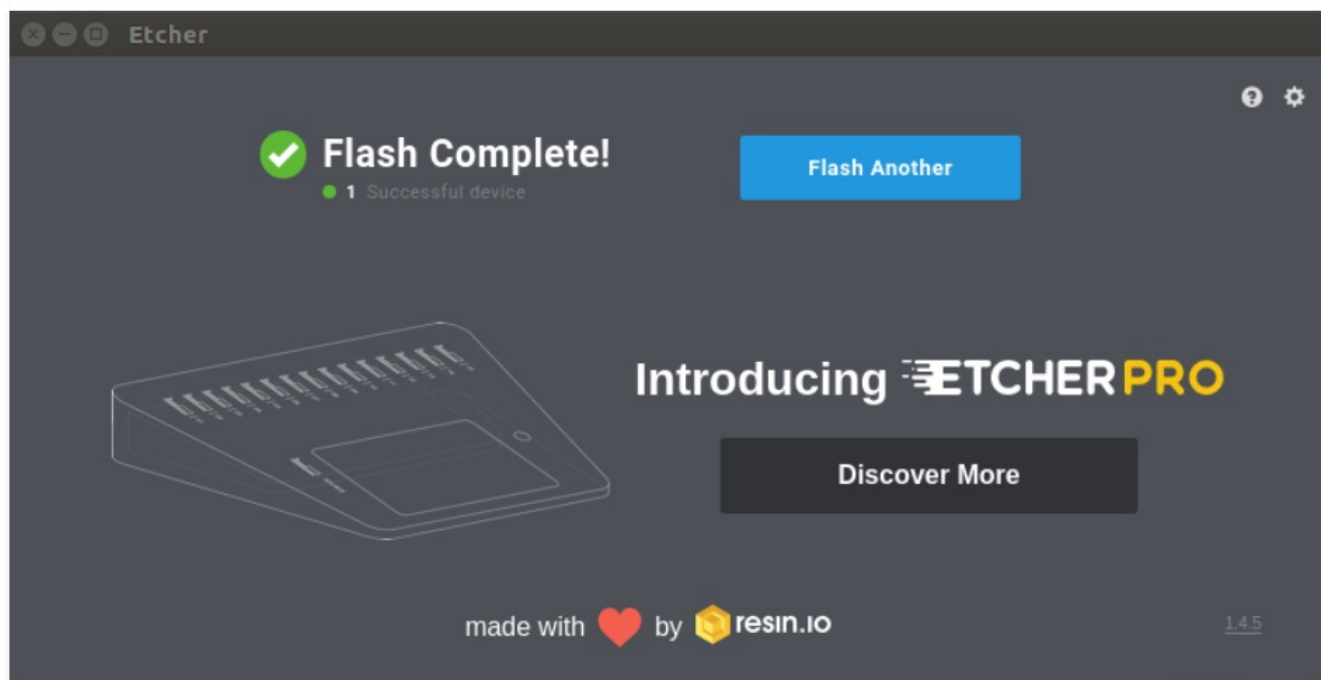 Etcher
Flash Complete!
1 Successful device
Flash Another
Introducing ETCHER PRO
Discover More
made with by resin.io
1.4.5